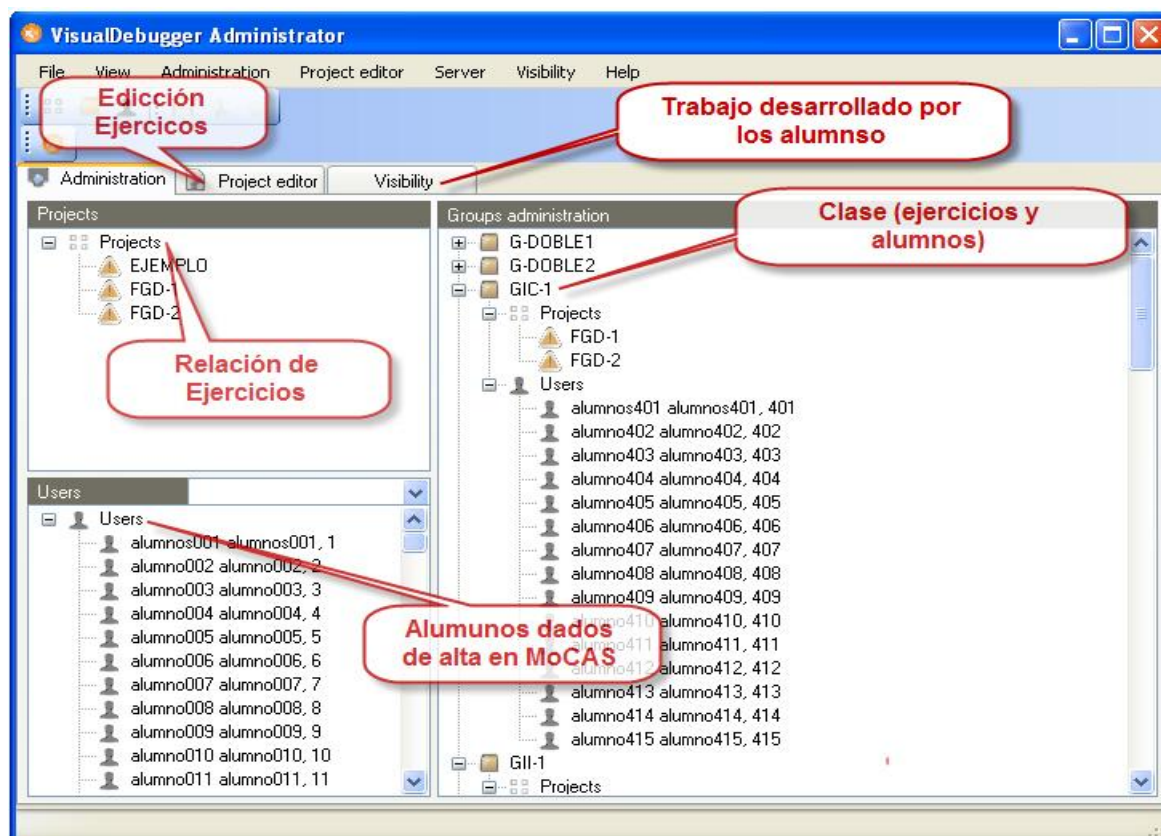 VisualDebugger Administrator
File View Administration Project editor Server Visibility Help
Edicción
Ejercicos
Trabajo desarrollado por
los alumnso
Administration Project editor Visibility
Projects
Projects
EJEMPLO
FGD-1
FGD-2
Relación de
Ejercicios
Groups administration
Clase (ejercicios y
alumnos)
G-DOBLE1
G-DOBLE2
GIC-1
Projects
FGD-1
FGD-2
Users
alumnos401 alumnos401, 401
alumno402 alumno402, 402
alumno403 alumno403, 403
alumno404 alumno404, 404
alumno405 alumno405, 405
alumno406 alumno406, 406
alumno407 alumno407, 407
alumno408 alumno408, 408
alumno409 alumno409, 409
alumno410 alumno410, 410
alumno411 alumno411, 411
alumno412 alumno412, 412
alumno413 alumno413, 413
alumno414 alumno414, 414
alumno415 alumno415, 415
GII-1
Projects
Users
Users
alumnos001 alumnos001, 1
alumno002 alumno002, 2
alumno003 alumno003, 3
alumno004 alumno004, 4
alumno005 alumno005, 5
alumno006 alumno006, 6
alumno007 alumno007, 7
alumno008 alumno008, 8
alumno009 alumno009, 9
alumno010 alumno010, 10
alumno011 alumno011, 11
Alumunos dados
de alta en MoCAS